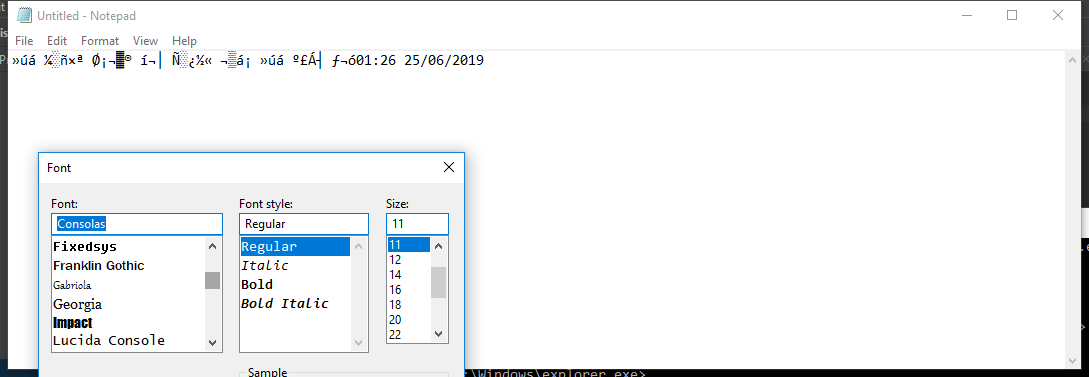 Untitled - Notepad
File Edit Format View Help
»úá ¼░ñ×ª Ø¡¬▓® í¬│ Ñ░¿½« ¬▒á¡ »úá º£Á┤ ƒ¬ó01:26 25/06/2019
Font
Font: Font style: Size:
Consolas Regular 11
Fixedsys Regular 11
Franklin Gothic Italic 12
Gabriola Bold 14
Georgia Bold Italic 16
Impact 18
Lucida Console 20
22
Sample
:\Windows\explorer.exe>